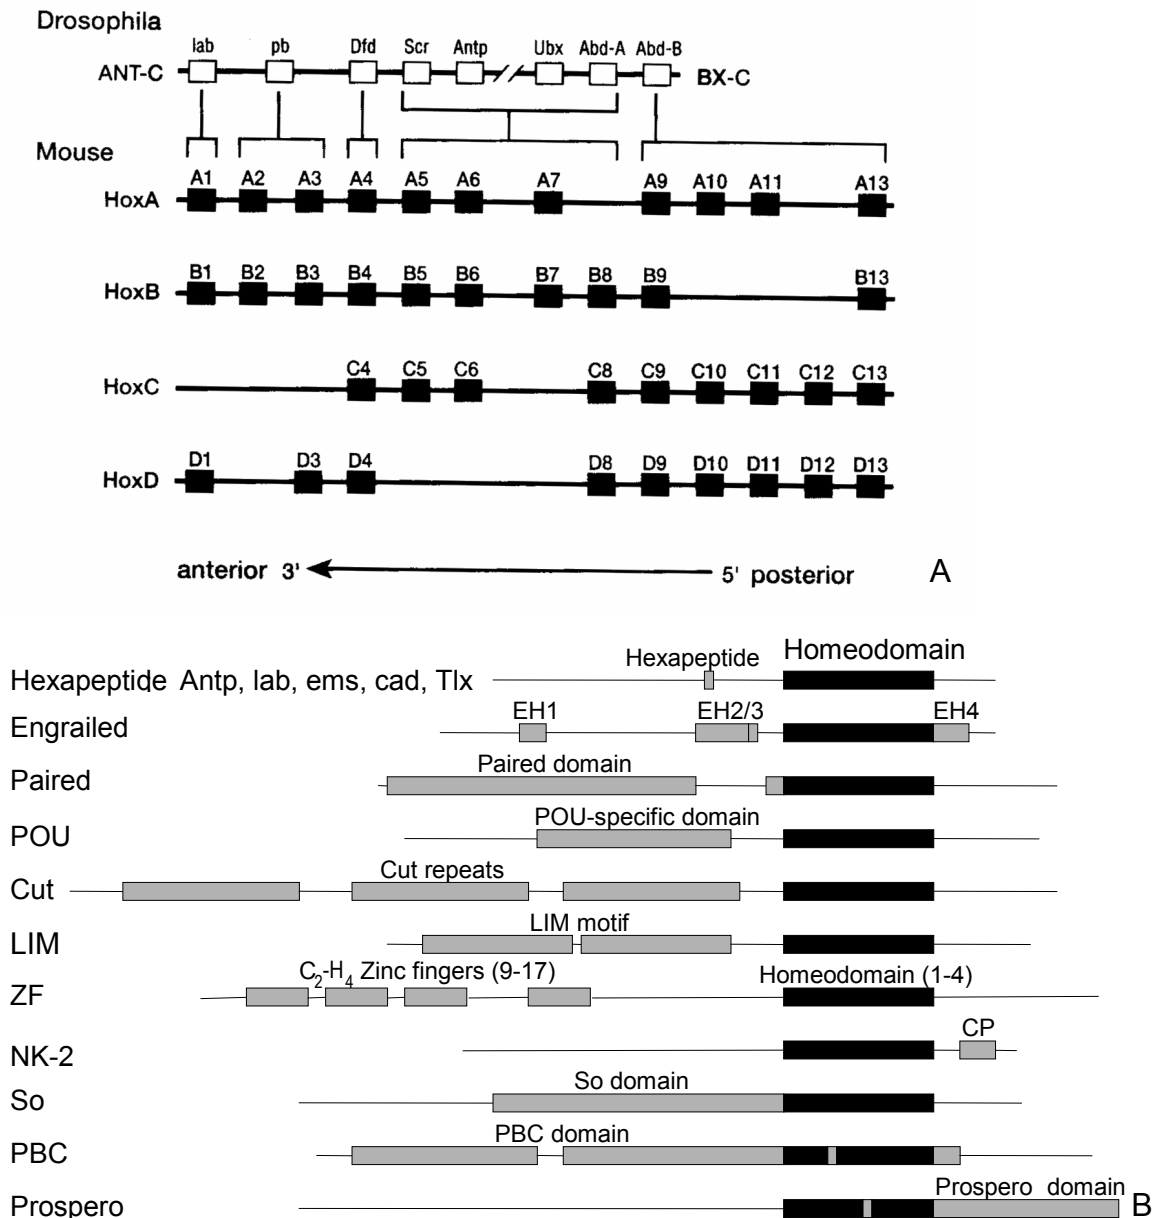 Drosophila
lab pb Dfd Scr Antp Ubx Abd-A Abd-B
ANT-C BX-C
Mouse
A1 A2 A3 A4 A5 A6 A7 A9 A10 A11 A13
HoxA
B1 B2 B3 B4 B5 B6 B7 B8 B9 B13
HoxB
C4 C5 C6 C8 C9 C10 C11 C12 C13
HoxC
D1 D3 D4 D8 D9 D10 D11 D12 D13
HoxD
anterior 3' 5' posterior A
Hexapeptide Homeodomain
Hexapeptide Antp, lab, ems, cad, Tlx
EH1 EH2/3 EH4
Engrailed
Paired domain
Paired
POU-specific domain
POU
Cut repeats
Cut
LIM motif
LIM
C2-H4 Zinc fingers (9-17) Homeodomain (1-4)
ZF
CP
NK-2
So domain
So
PBC domain
PBC
Prospero domain
Prospero B